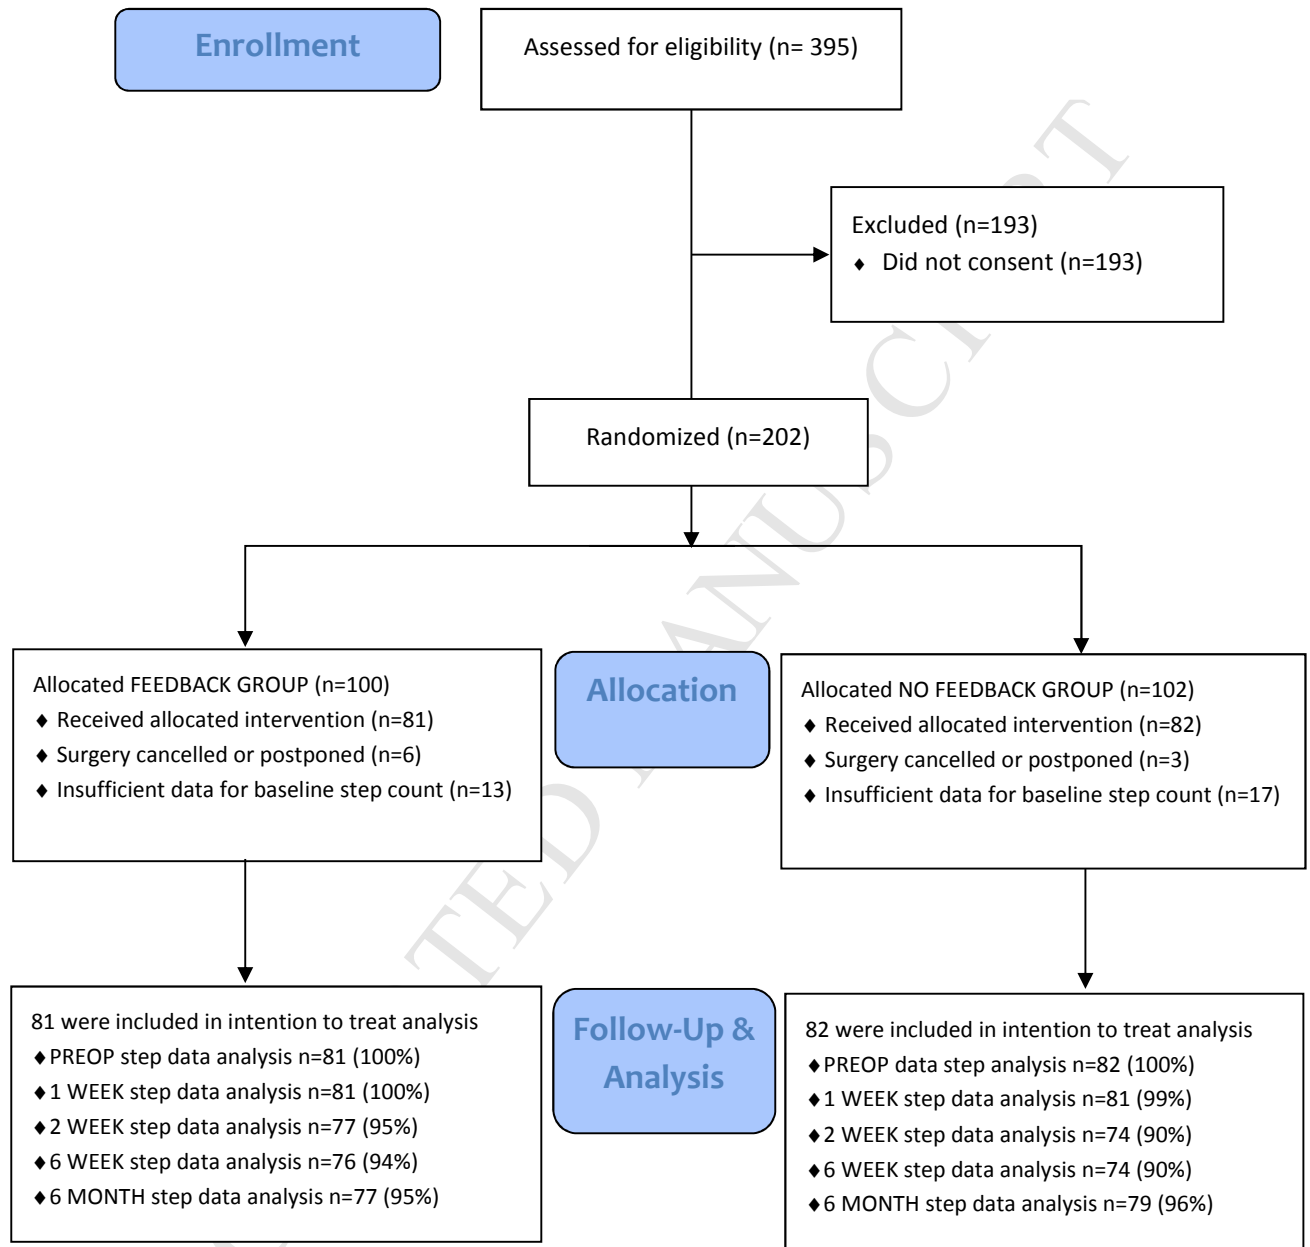 Enrollment
Assessed for eligibility (n= 395)
Excluded (n=193)
♦ Did not consent (n=193)
Randomized (n=202)
Allocated FEEDBACK GROUP (n=100)
♦ Received allocated intervention (n=81)
♦ Surgery cancelled or postponed (n=6)
♦ Insufficient data for baseline step count (n=13)
Allocation
Allocated NO FEEDBACK GROUP (n=102)
♦ Received allocated intervention (n=82)
♦ Surgery cancelled or postponed (n=3)
♦ Insufficient data for baseline step count (n=17)
81 were included in intention to treat analysis
♦PREOP step data analysis n=81 (100%)
♦1 WEEK step data analysis n=81 (100%)
♦2 WEEK step data analysis n=77 (95%)
♦6 WEEK step data analysis n=76 (94%)
♦6 MONTH step data analysis n=77 (95%)
Follow-Up &
Analysis
82 were included in intention to treat analysis
♦PREOP data step analysis n=82 (100%)
♦1 WEEK step data analysis n=81 (99%)
♦2 WEEK step data analysis n=74 (90%)
♦6 WEEK step data analysis n=74 (90%)
♦6 MONTH step data analysis n=79 (96%)